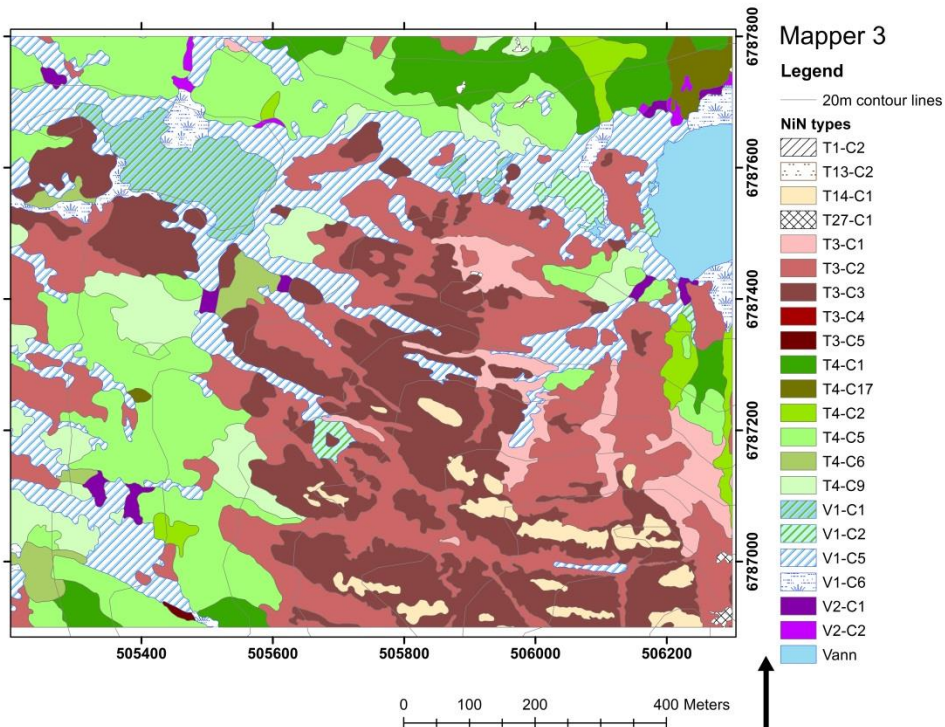 Mapper 3
Legend
20m contour lines
NiN types
T1-C2
T13-C2
T14-C1
T27-C1
T3-C1
T3-C2
T3-C3
T3-C4
T3-C5
T4-C1
T4-C17
T4-C2
T4-C5
T4-C6
T4-C9
V1-C1
V1-C2
V1-C5
V1-C6
V2-C1
V2-C2
Vann
6787800
6787600
6787400
6787200
6787000
505400 505600 505800 506000 506200
0 100 200 400 Meters